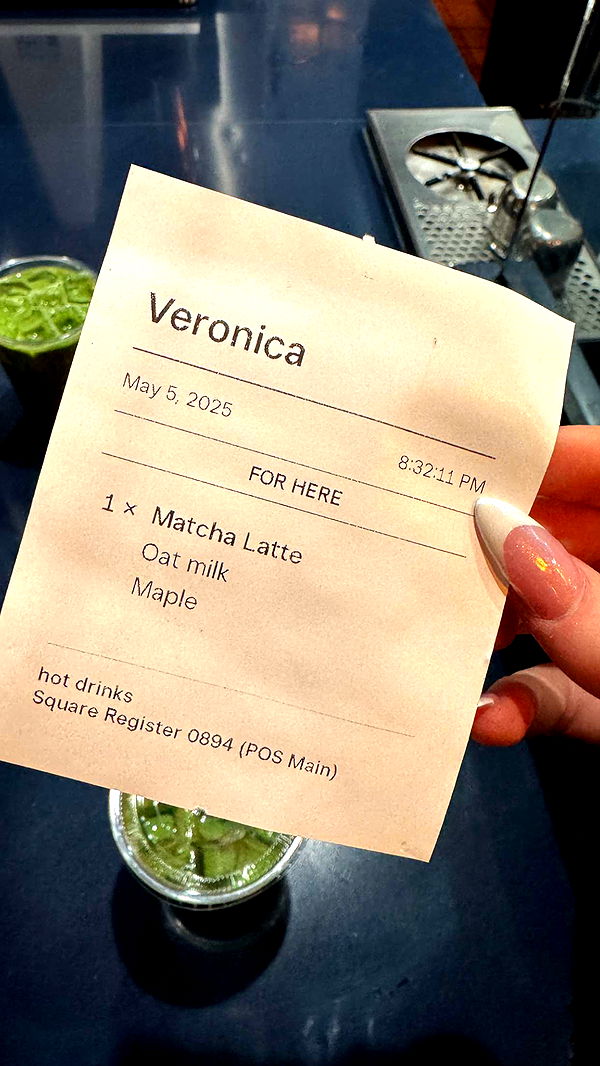 Veronica
May 5, 2025
8:32:11 PM
FOR HERE
1 × Matcha Latte
Oat milk
Maple
hot drinks
Square Register 0894 (POS Main)